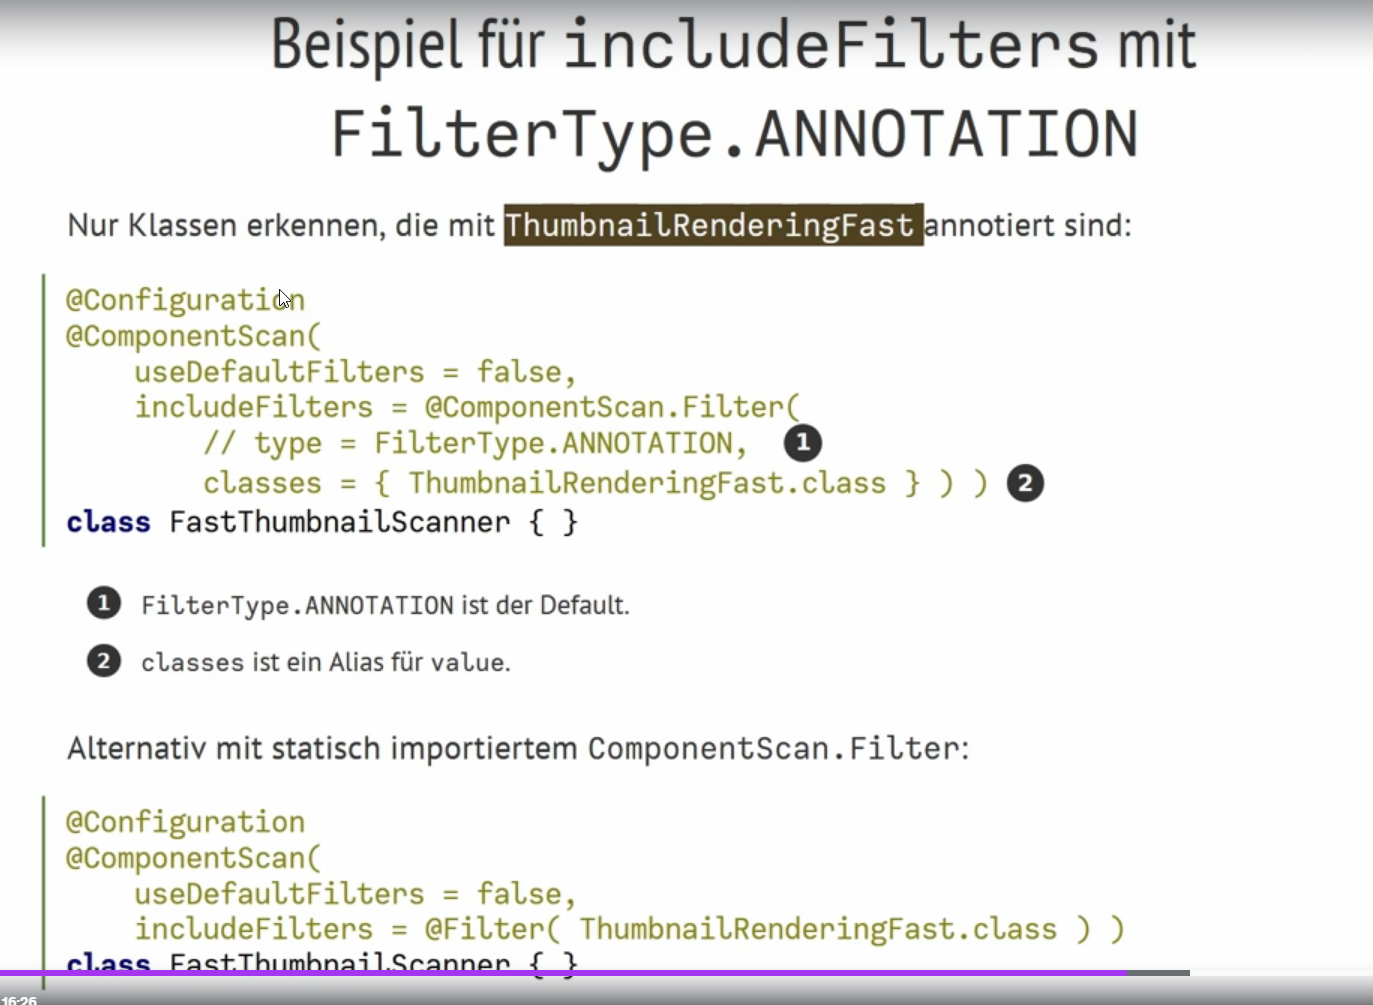 Beispiel für includeFilters mit
FilterType.ANNOTATION
Nur Klassen erkennen, die mit ThumbnailRenderingFast annotiert sind:
@Configuration
@ComponentScan(
    useDefaultFilters = false,
    includeFilters = @ComponentScan.Filter(
        // type = FilterType.ANNOTATION, 1
        classes = { ThumbnailRenderingFast.class } ) ) 2
class FastThumbnailScanner { }
1 FilterType.ANNOTATION ist der Default.
2 classes ist ein Alias für value.
Alternativ mit statisch importiertem ComponentScan.Filter:
@Configuration
@ComponentScan(
    useDefaultFilters = false,
    includeFilters = @Filter( ThumbnailRenderingFast.class ) )
class FastThumbnailScanner { }
16:26